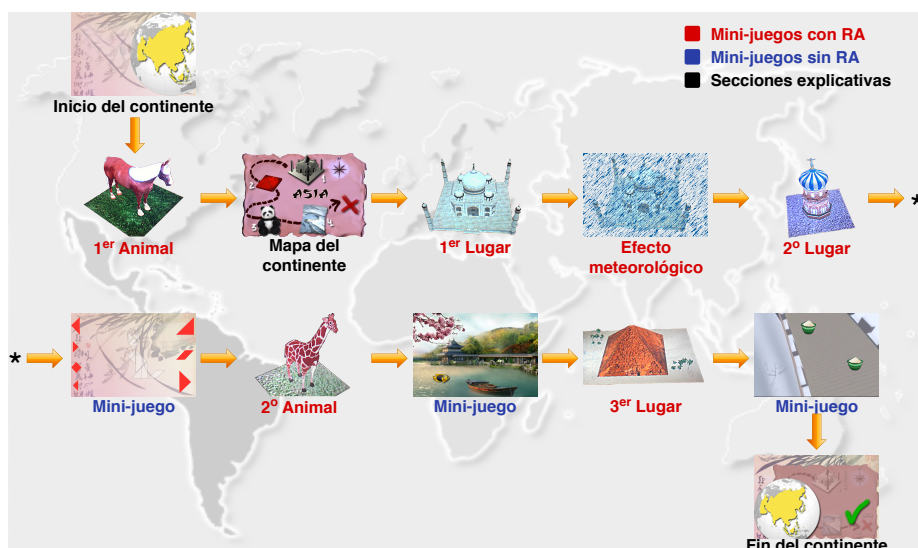 Mini-juegos con RA
Mini-juegos sin RA
Secciones explicativas
Inicio del continente
1er Animal
ASIA
Mapa del
continente
1er Lugar
Efecto
meteorológico
2º Lugar
*
*
Mini-juego
2º Animal
Mini-juego
3er Lugar
Mini-juego
Fin del continente